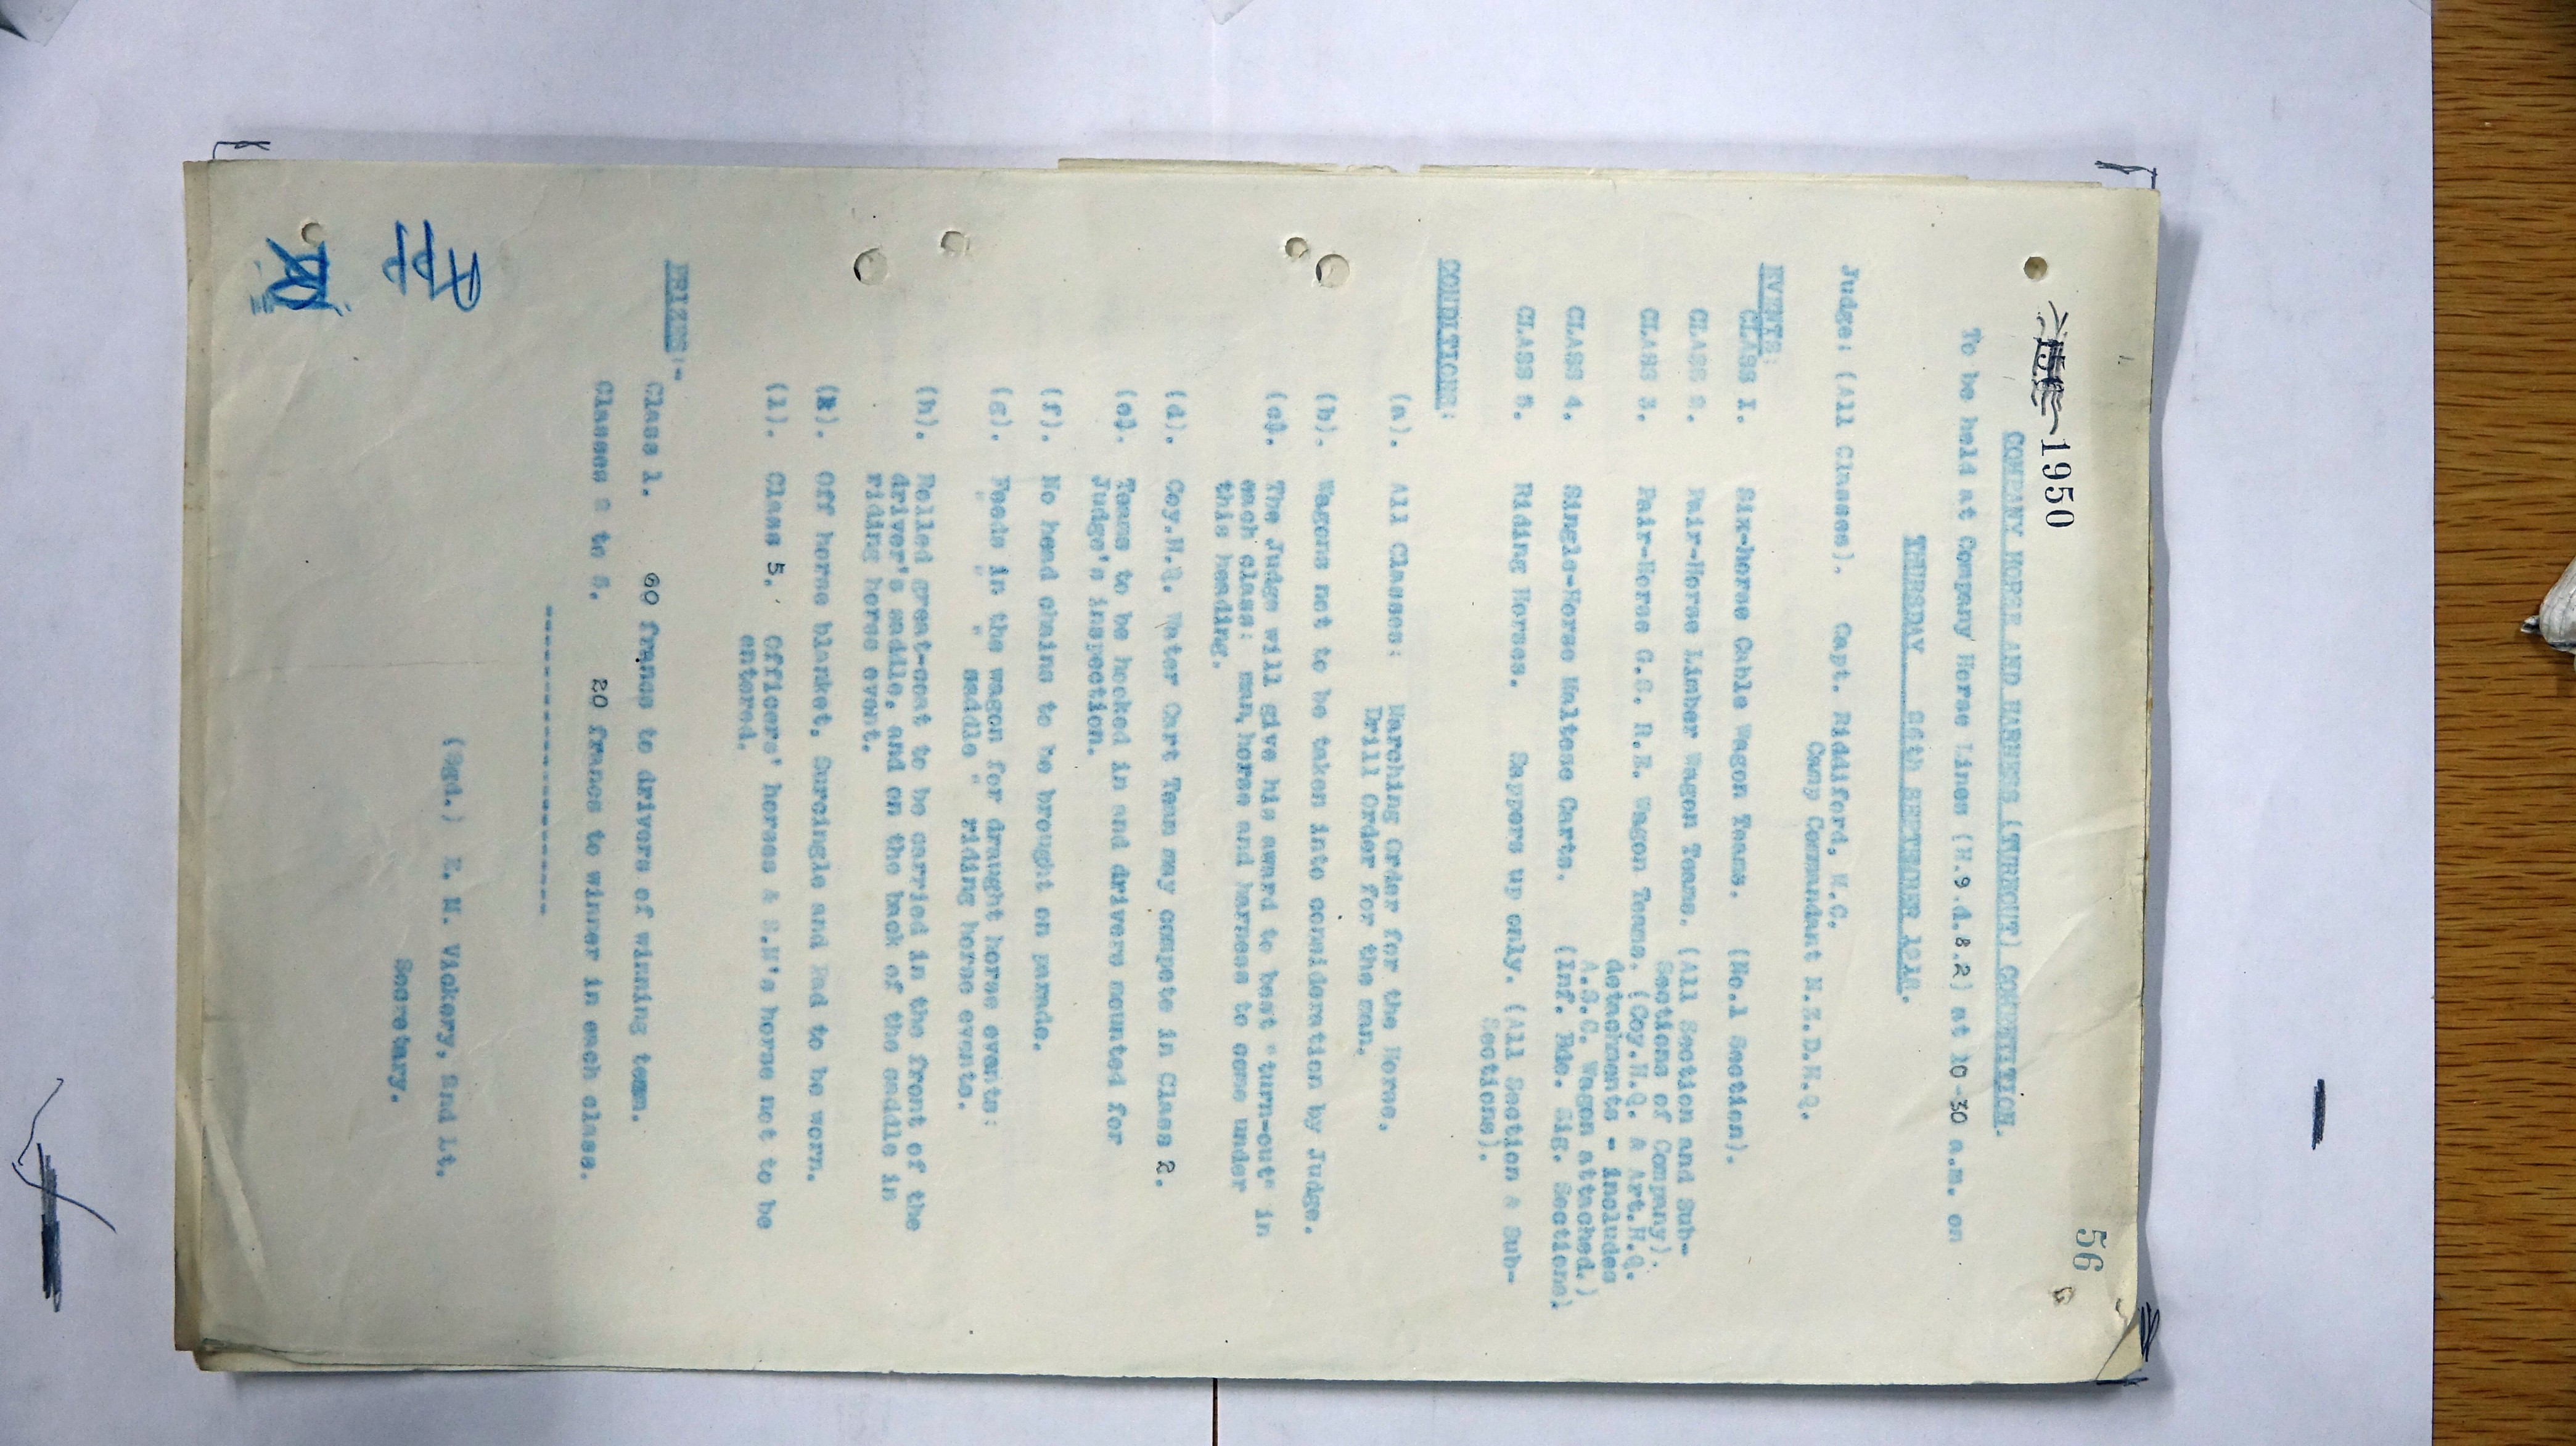 1950
56
COMPANY HORSE AND HARNESS (TURNOUT) COMPETITION.
To be held at Company Horse Lines (H.9.d.8.2) at 10-30 a.m. on
THURSDAY 26th SEPTEMBER 1918.
Judge: (All Classes). Capt. Riddiford, M.C.
Camp Commandant N.Z.D.H.Q.
EVENTS:
CLASS I. Six-horse Cable Wagon Teams. (No.1 Section).
CLASS 2. Pair-Horse Limber Wagon Teams. (All Section and Sub-
Sections of Company).
CLASS 3. Pair-Horse G.S. R.E. Wagon Teams. (Coy.H.Q. & Art.H.Q.
detachments - includes
A.S.C. Wagon attached.)
CLASS 4. Single-Horse Maltese Carts. (Inf. Bde. Sig. Sections)
CLASS 5. Riding Horses. Sappers up only. (All Section & Sub-
Sections).
CONDITIONS:
(a). All Classes: Marching Order for the Horse.
Drill Order for the man.
(b). Wagons not to be taken into consideration by Judge.
(c). The Judge will give his award to best "turn-out" in
each class: man, horse and harness to come under
this heading.
(d). Coy.H.Q. Water Cart Team may compete in Class 2.
(e). Teams to be hooked in and drivers mounted for
Judge's inspection.
(f). No head chains to be brought on parade.
(g). Feeds in the wagon for draught horse events:
" " " saddle " riding horse events.
(h). Rolled great-coat to be carried in the front of the
driver's saddle, and on the back of the saddle in
riding horse event.
(k). Off horse blanket, Surcingle and Pad to be worn.
(l). Class 5. Officers' horses & S.M's horse not to be
entered.
PRIZES:-
Class 1. 60 francs to drivers of winning team.
Classes 2 to 5. 20 francs to winner in each class.
----------------------
(Sgd.) E. M. Vickery, 2nd Lt.
Secretary.
App